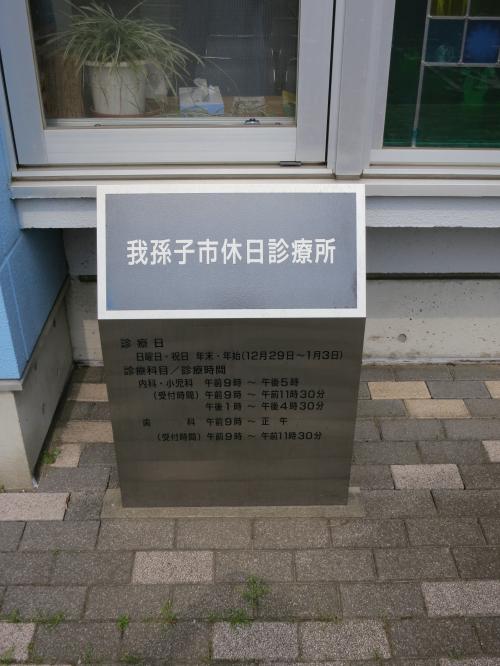 我孫子市休日診療所
診療日
日曜日・祝日 年末・年始(12月29日～1月3日)
診療科目／診療時間
内科・小児科 午前9時 ～ 午後5時
(受付時間) 午前9時 ～ 午前11時30分
午後1時 ～ 午後4時30分
歯科 午前9時 ～ 正午
(受付時間) 午前9時 ～ 午前11時30分